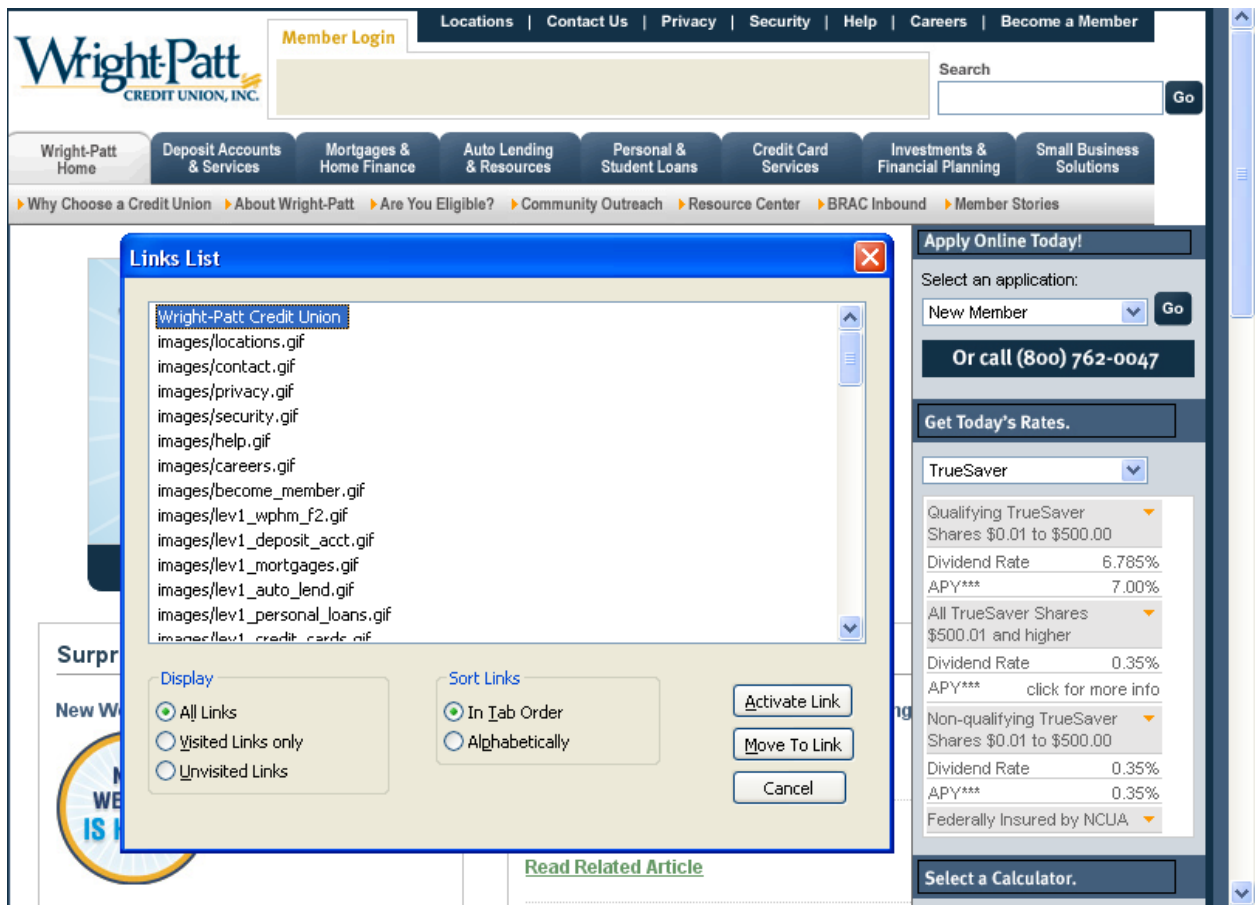 Locations | Contact Us | Privacy | Security | Help | Careers | Become a Member
Wright-Patt
CREDIT UNION, INC.
Member Login
Search
Go
Wright-Patt
Home
Deposit Accounts
& Services
Mortgages &
Home Finance
Auto Lending
& Resources
Personal &
Student Loans
Credit Card
Services
Investments &
Financial Planning
Small Business
Solutions
Why Choose a Credit Union About Wright-Patt Are You Eligible? Community Outreach Resource Center BRAC Inbound Member Stories
Links List
Wright-Patt Credit Union
images/locations.gif
images/contact.gif
images/privacy.gif
images/security.gif
images/help.gif
images/careers.gif
images/become_member.gif
images/lev1_wphm_f2.gif
images/lev1_deposit_acct.gif
images/lev1_mortgages.gif
images/lev1_auto_lend.gif
images/lev1_personal_loans.gif
images/lev1_credit_cards.gif
Display
All Links
Visited Links only
Unvisited Links
Sort Links
In Tab Order
Alphabetically
Activate Link
Move To Link
Cancel
Surpr
New W
ng
WE
IS
Read Related Article
Apply Online Today!
Select an application:
New Member
Go
Or call (800) 762-0047
Get Today's Rates.
TrueSaver
Qualifying TrueSaver
Shares $0.01 to $500.00
Dividend Rate 6.785%
APY*** 7.00%
All TrueSaver Shares
$500.01 and higher
Dividend Rate 0.35%
APY*** click for more info
Non-qualifying TrueSaver
Shares $0.01 to $500.00
Dividend Rate 0.35%
APY*** 0.35%
Federally Insured by NCUA
Select a Calculator.